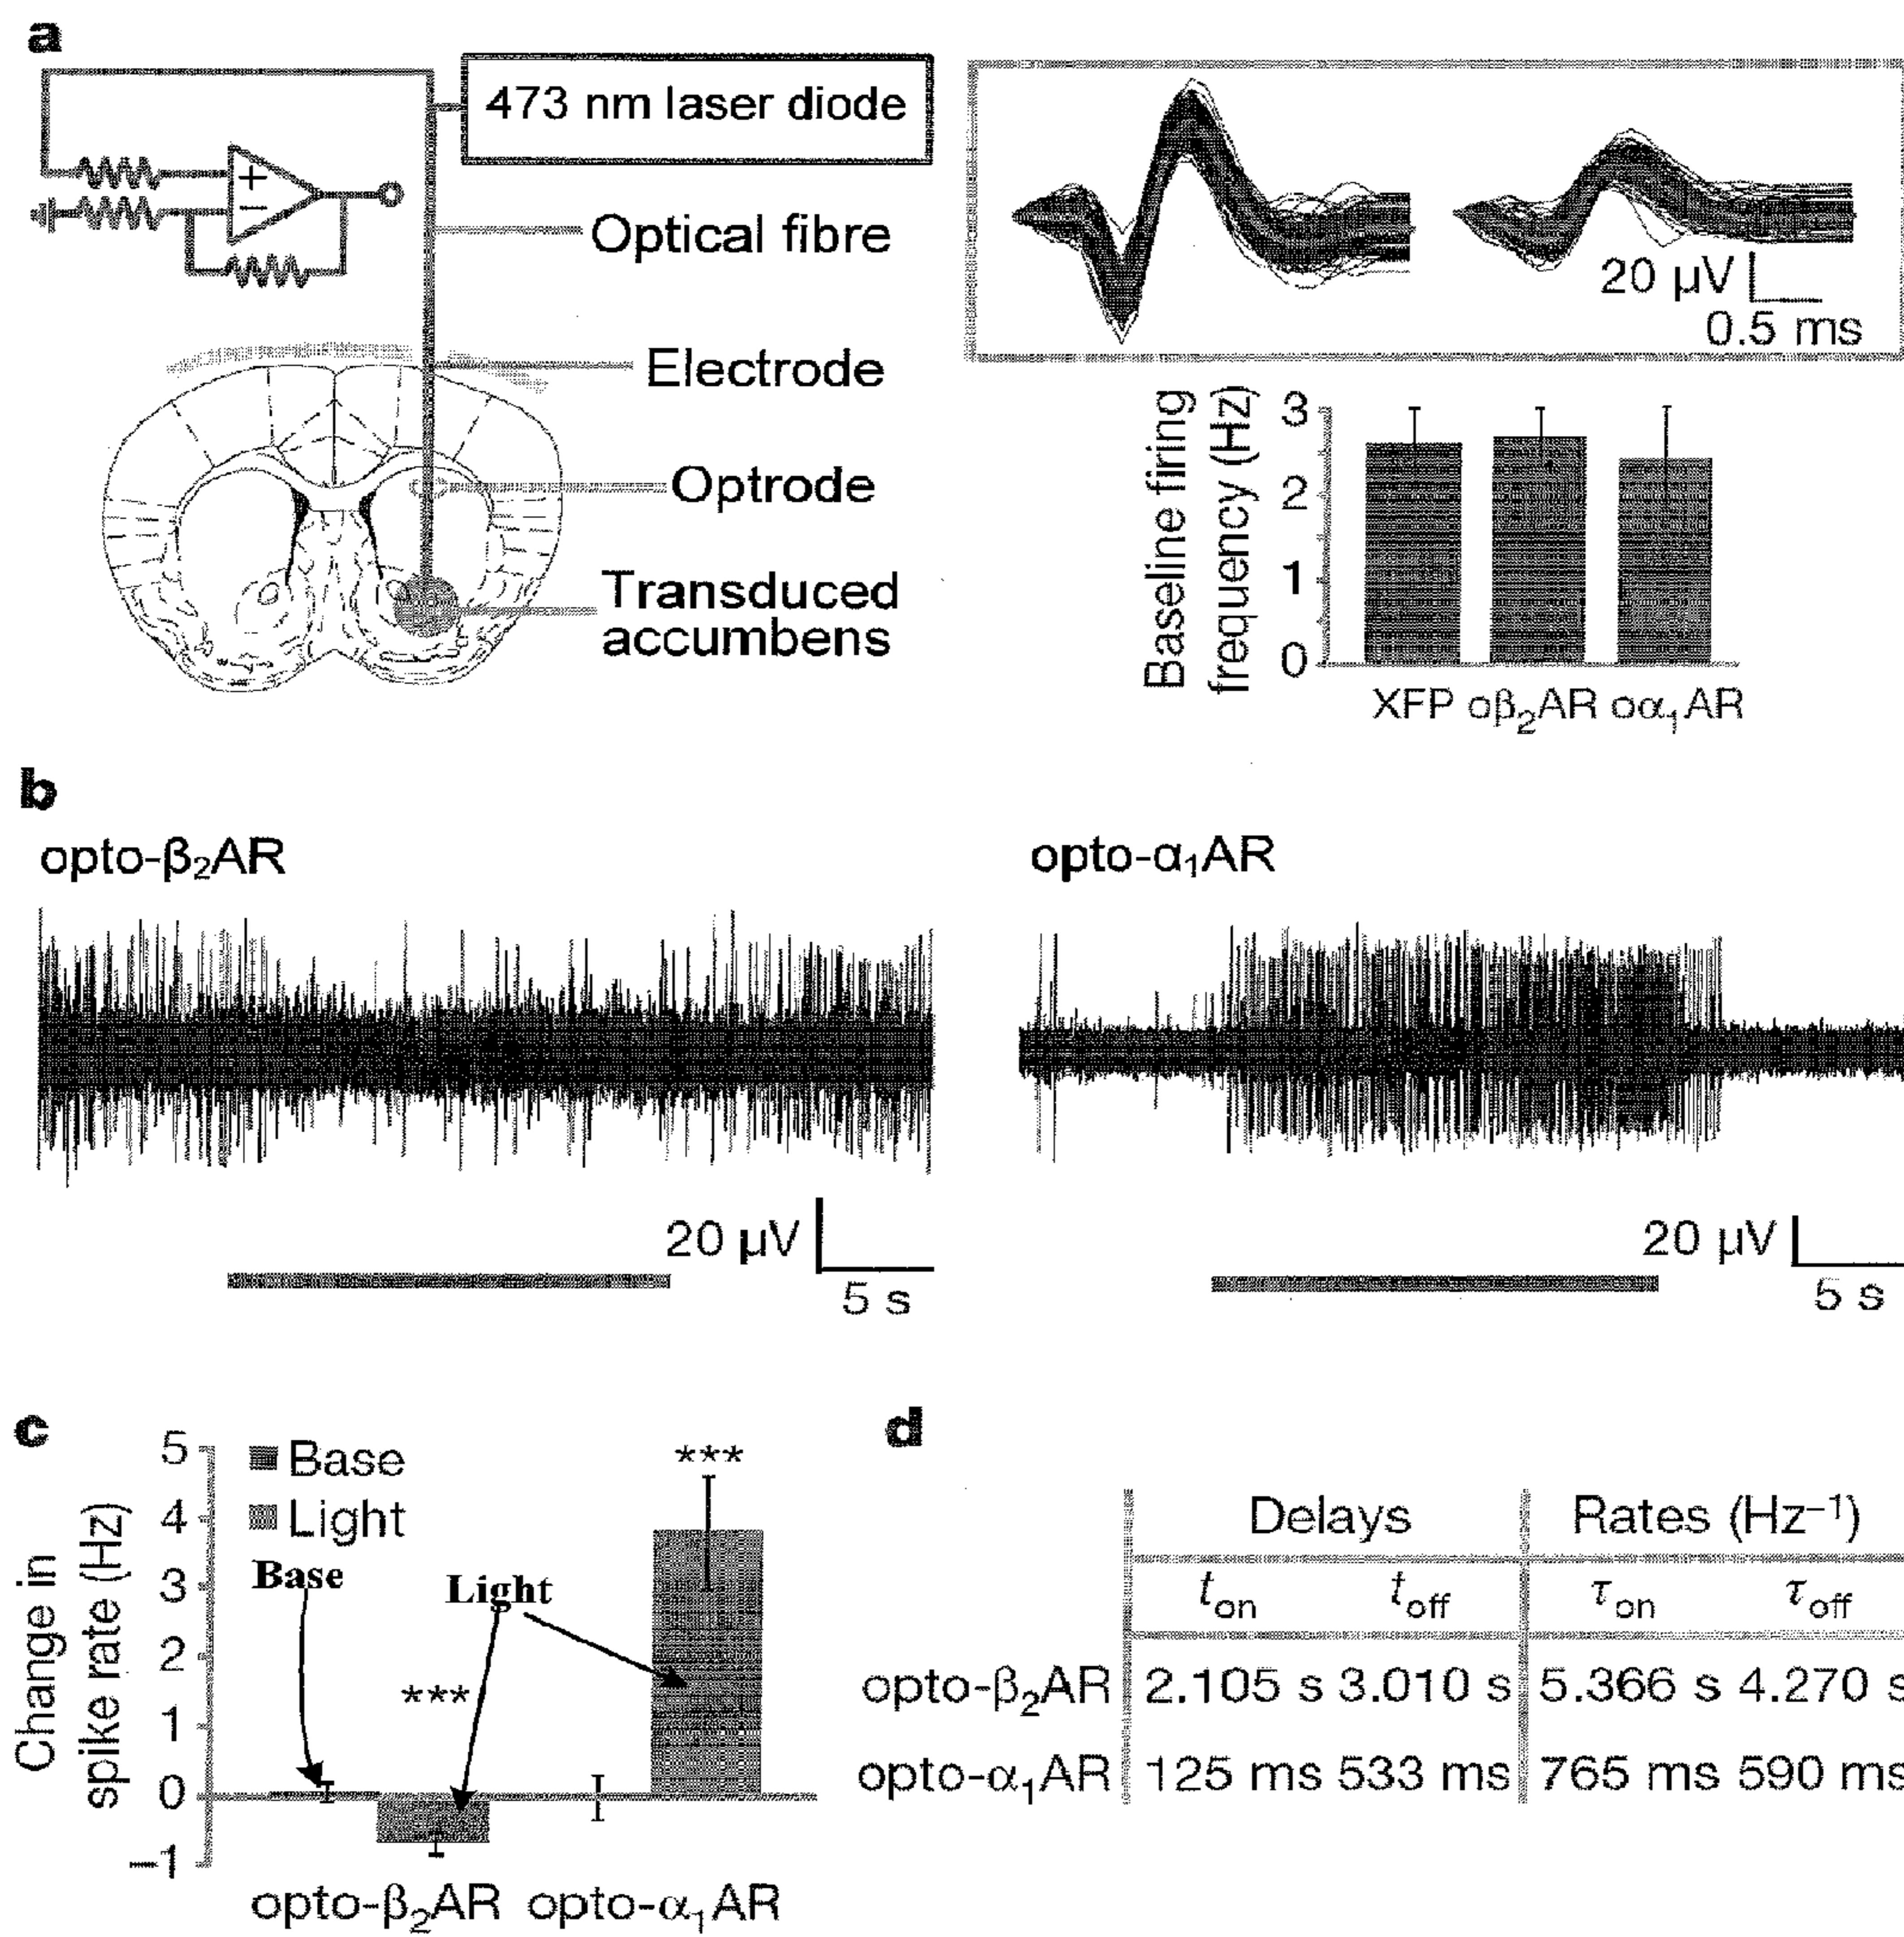 a
473 nm laser diode
+
−
Optical fibre
Electrode
Optrode
Transduced
accumbens
20 µV
0.5 ms
Baseline firing
frequency (Hz)
3
2
1
0
XFP oβ₂AR oα₁AR
b
opto-β₂AR
opto-α₁AR
20 µV
5 s
20 µV
5 s
c
Change in
spike rate (Hz)
5
4
3
2
1
0
−1
Base
Light
Base
Light
***
***
opto-β₂AR opto-α₁AR
d
Delays Rates (Hz⁻¹)
t on t off τ on τ off
opto-β₂AR 2.105 s 3.010 s 5.366 s 4.270 s
opto-α₁AR 125 ms 533 ms 765 ms 590 ms